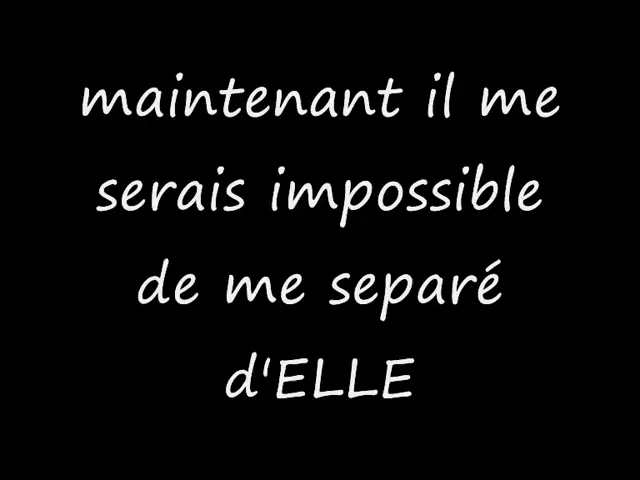 maintenant il me
serais impossible
de me separé
d'ELLE